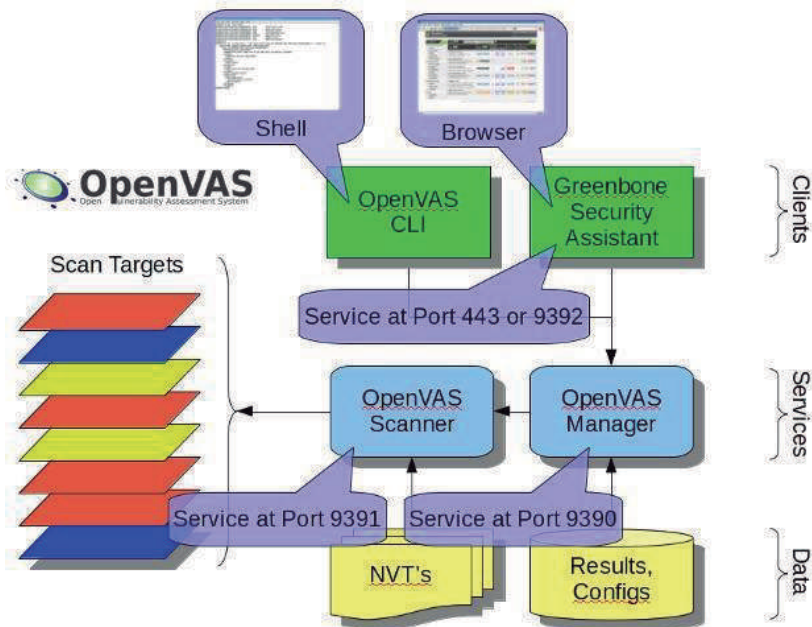 Shell
Browser
OpenVAS
Open Vulnerability Assessment System
OpenVAS
CLI
Greenbone
Security
Assistant
Clients
Scan Targets
Service at Port 443 or 9392
OpenVAS
Scanner
OpenVAS
Manager
Services
Service at Port 9391
Service at Port 9390
NVT's
Results,
Configs
Data